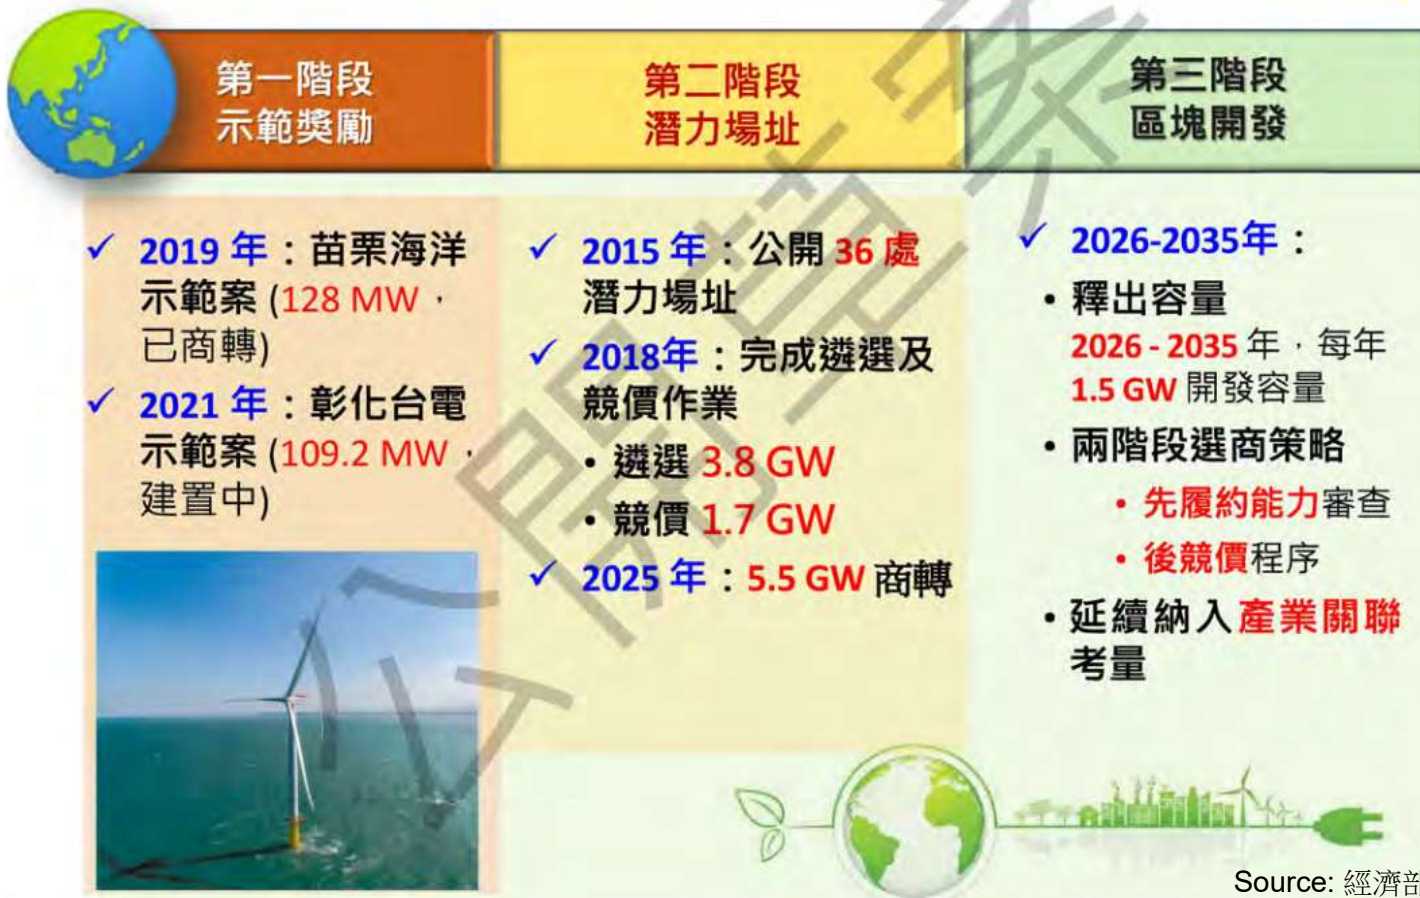 第一階段
示範獎勵
第二階段
潛力場址
第三階段
區塊開發
✓ 2019 年：苗栗海洋
示範案 (128 MW，
已商轉)
✓ 2021 年：彰化台電
示範案 (109.2 MW，
建置中)
✓ 2015 年：公開 36 處
潛力場址
✓ 2018年：完成遴選及
競價作業
• 遴選 3.8 GW
• 競價 1.7 GW
✓ 2025 年：5.5 GW 商轉
✓ 2026-2035年：
• 釋出容量
2026 - 2035 年，每年
1.5 GW 開發容量
• 兩階段選商策略
• 先履約能力審查
• 後競價程序
• 延續納入產業關聯
考量
公開草案
Source: 經濟部